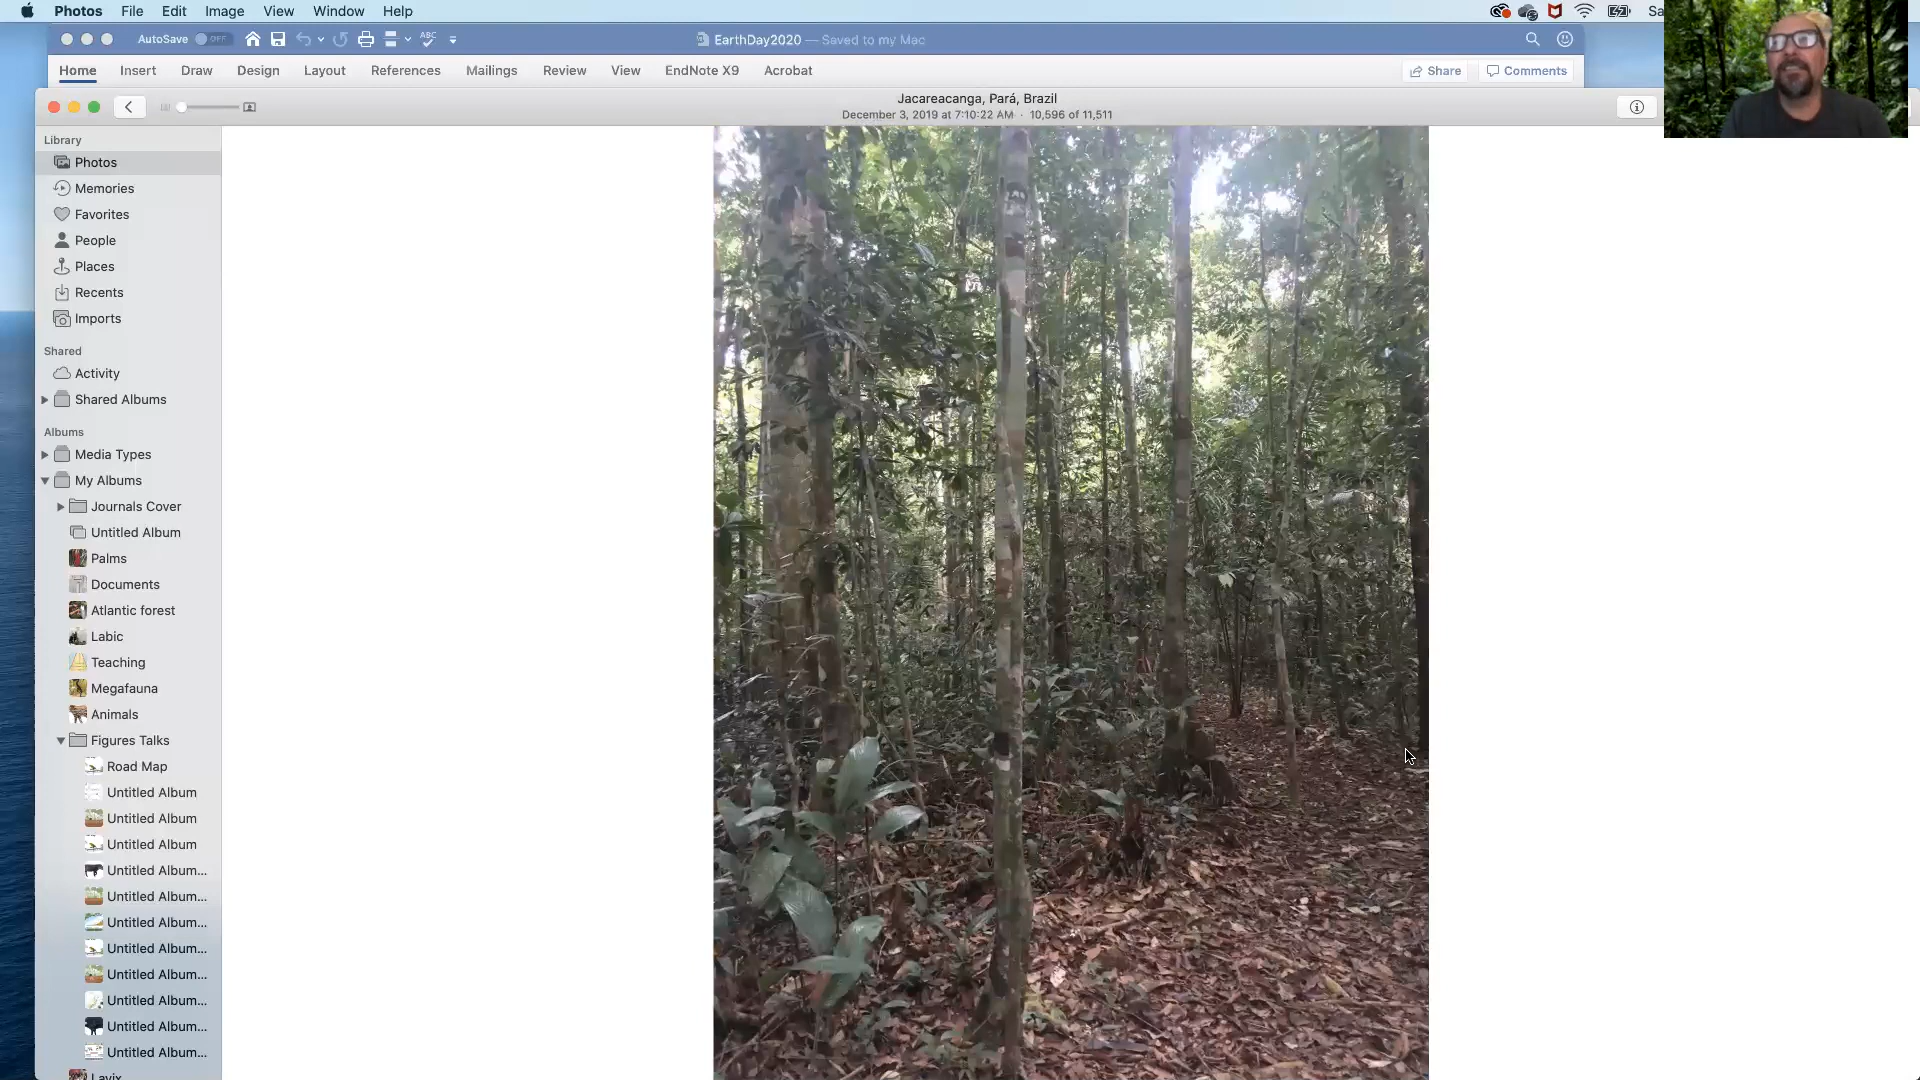 Photos File Edit Image View Window Help Sa
AutoSave OFF ABC EarthDay2020 — Saved to my Mac
Home Insert Draw Design Layout References Mailings Review View EndNote X9 Acrobat Share Comments
Jacareacanga, Pará, Brazil
December 3, 2019 at 7:10:22 AM · 10,596 of 11,511
Library
Photos
Memories
Favorites
People
Places
Recents
Imports
Shared
Activity
Shared Albums
Albums
Media Types
My Albums
Journals Cover
Untitled Album
Palms
Documents
Atlantic forest
Labic
Teaching
Megafauna
Animals
Figures Talks
Road Map
Untitled Album
Untitled Album
Untitled Album
Untitled Album...
Untitled Album...
Untitled Album...
Untitled Album...
Untitled Album...
Untitled Album...
Untitled Album...
Untitled Album...